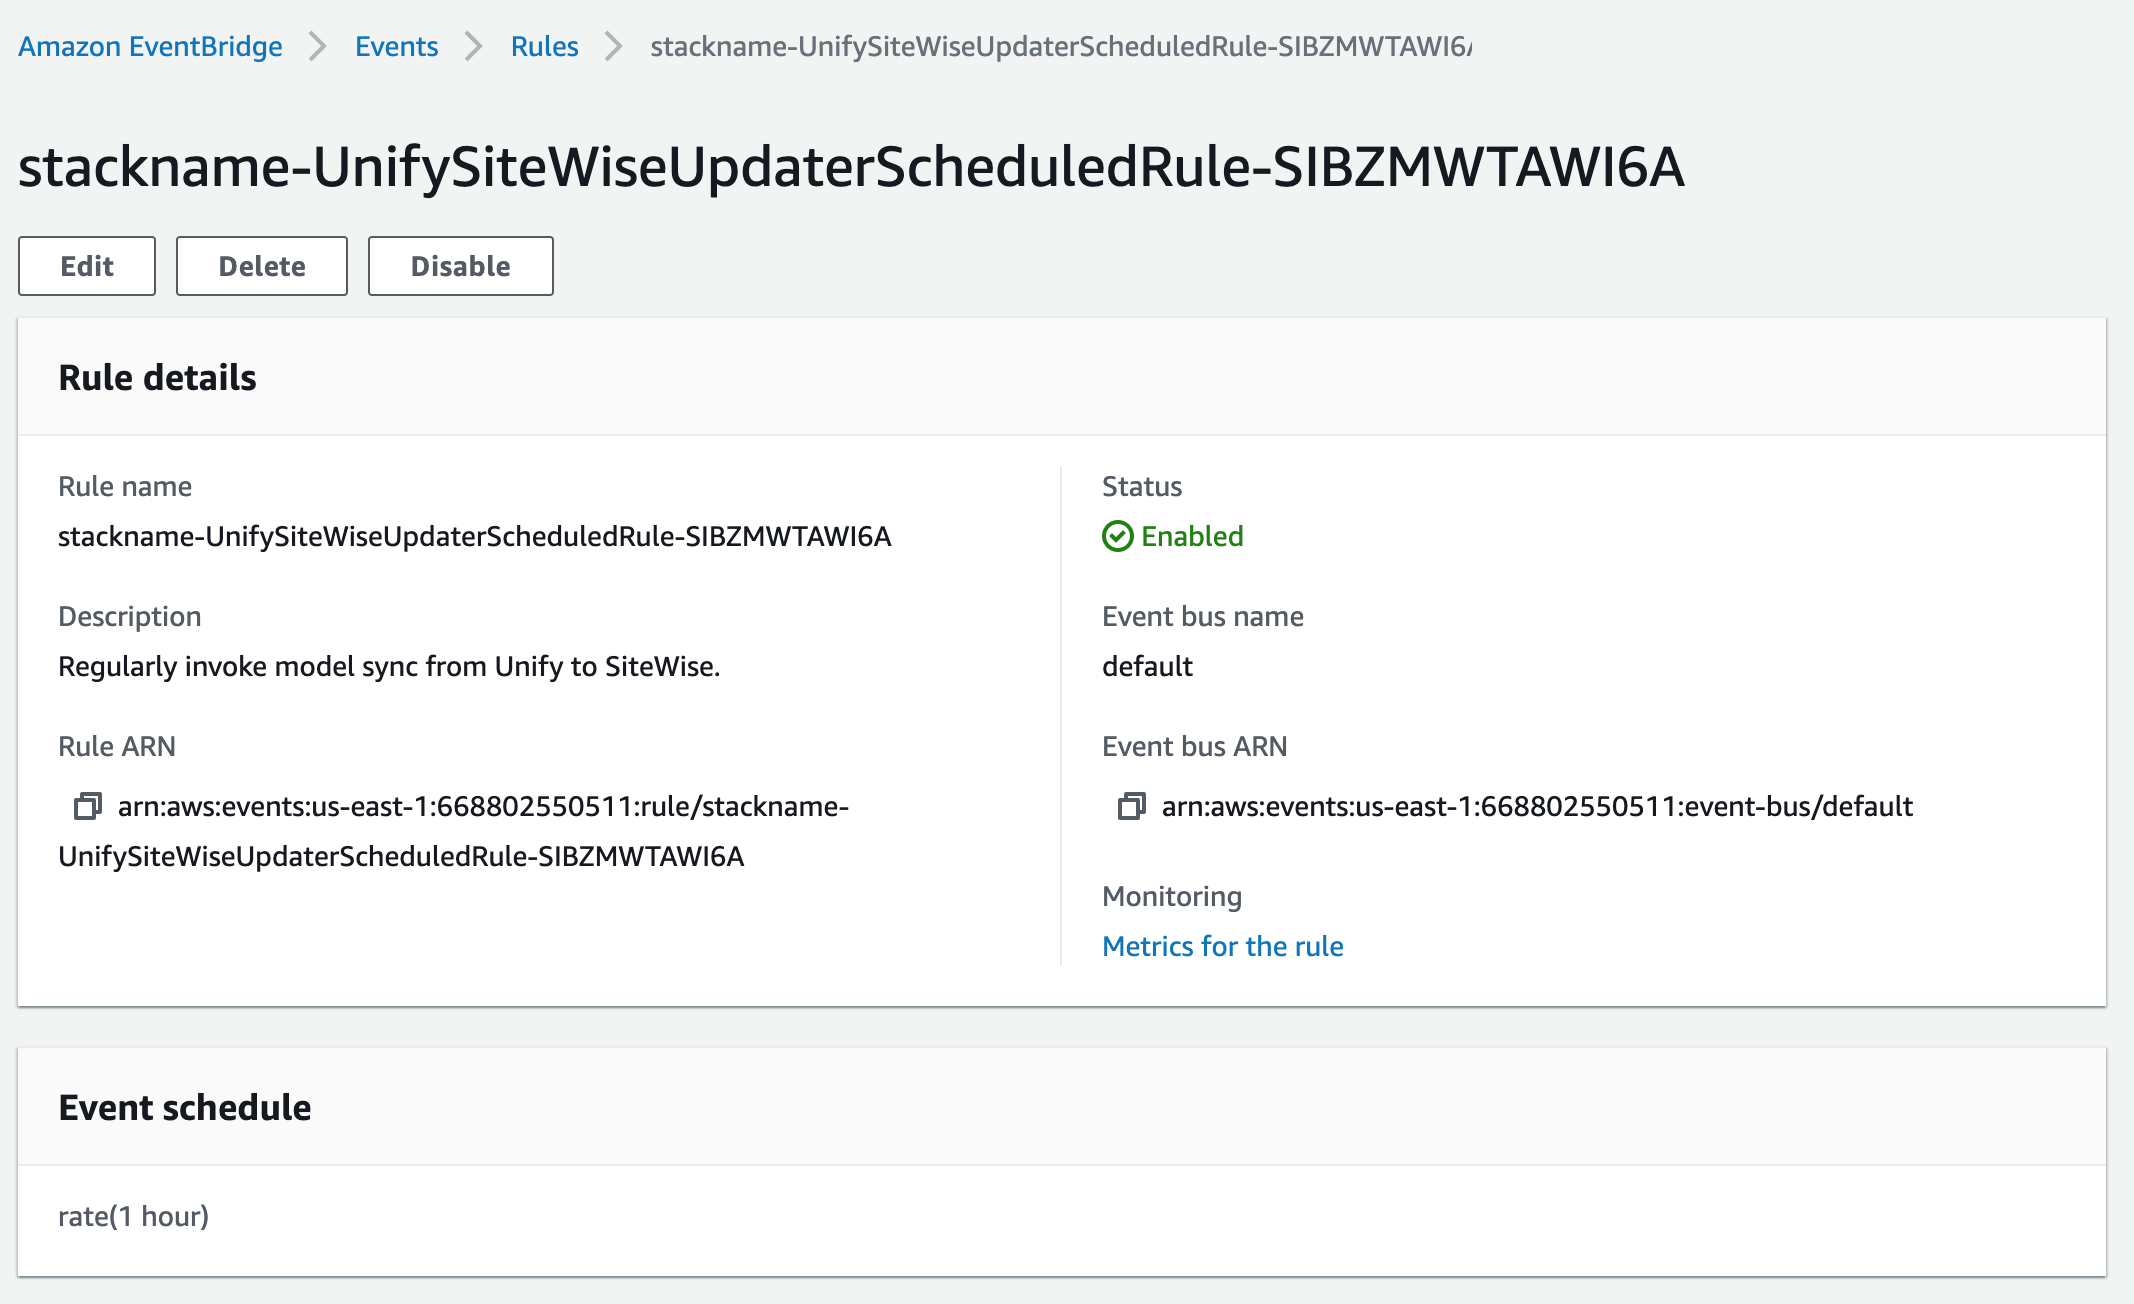 Amazon EventBridge > Events > Rules > stackname-UnifySiteWiseUpdaterScheduledRule-SIBZMWTAWI6A
stackname-UnifySiteWiseUpdaterScheduledRule-SIBZMWTAWI6A
Edit Delete Disable
Rule details
Rule name
stackname-UnifySiteWiseUpdaterScheduledRule-SIBZMWTAWI6A
Description
Regularly invoke model sync from Unify to SiteWise.
Rule ARN
arn:aws:events:us-east-1:668802550511:rule/stackname-
UnifySiteWiseUpdaterScheduledRule-SIBZMWTAWI6A
Status
Enabled
Event bus name
default
Event bus ARN
arn:aws:events:us-east-1:668802550511:event-bus/default
Monitoring
Metrics for the rule
Event schedule
rate(1 hour)